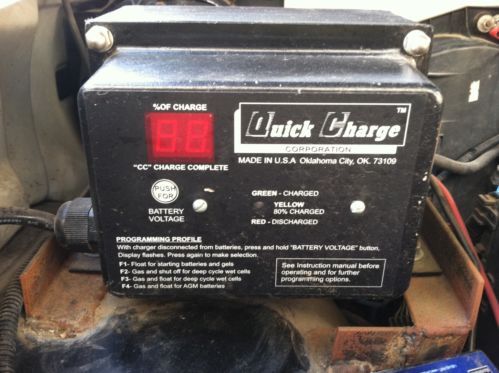 %OF CHARGE
"CC" CHARGE COMPLETE
Quick Charge ™
CORPORATION
MADE IN U.S.A Oklahoma City, OK. 73109
PUSH
FOR
BATTERY
VOLTAGE
GREEN - CHARGED
YELLOW
80% CHARGED
RED - DISCHARGED
PROGRAMMING PROFILE
With charger disconnected from batteries, press and hold "BATTERY VOLTAGE" button.
Display flashes. Press again to make selection.
F1- Float for starting batteries and gels
F2- Gas and shut off for deep cycle wet cells
F3- Gas and float for deep cycle wet cells
F4- Gas and float for AGM batteries
See Instruction manual before
operating and for further
programming options.